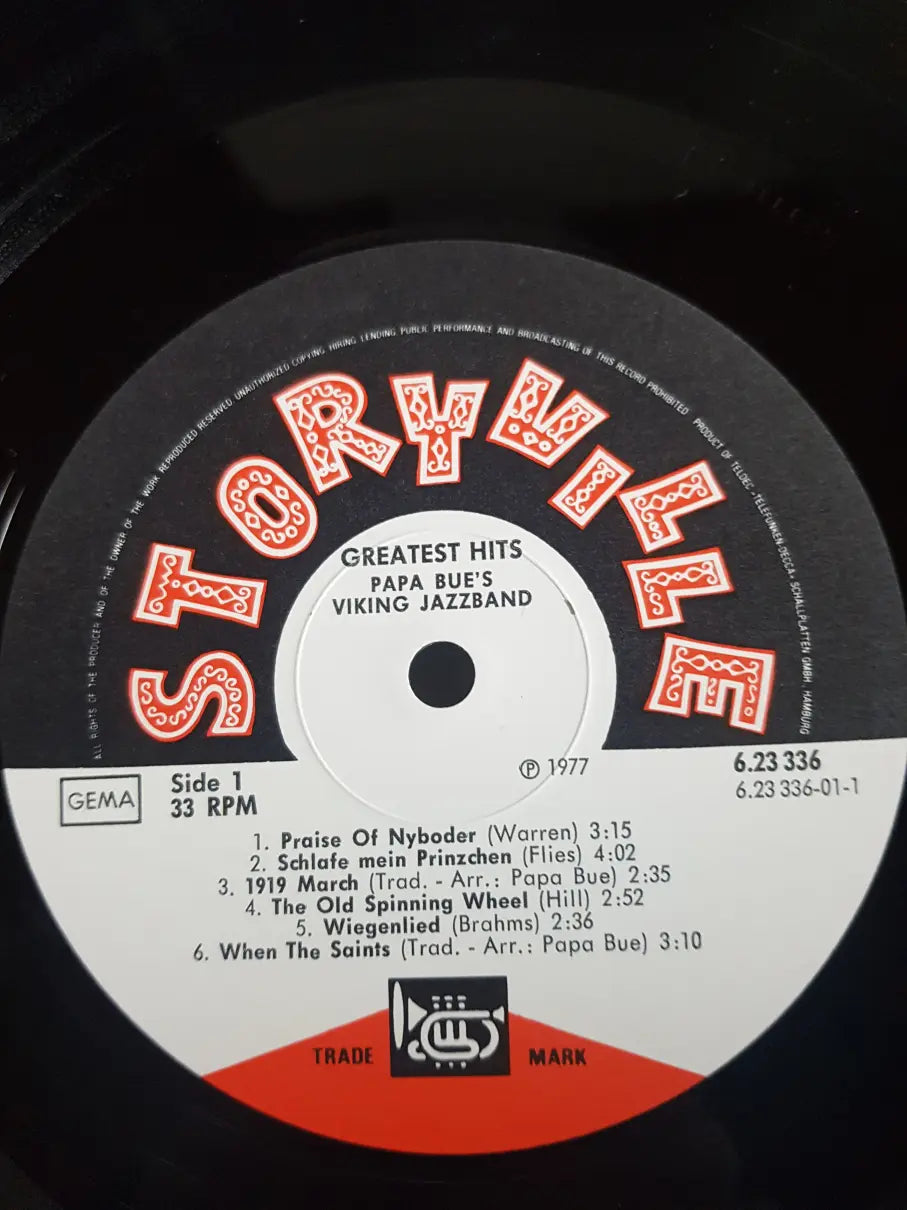 ALL RIGHTS OF THE PRODUCER AND OF THE OWNER OF THE WORK REPRODUCED RESERVED UNAUTHORIZED COPYING HIRING LENDING PUBLIC PERFORMANCE AND BROADCASTING OF THIS RECORD PROHIBITED PRODUCT OF TELDEC »TELEFUNKEN-DECCA« SCHALLPLATTEN GMBH, HAMBURG
STORYVILLE
GREATEST HITS
PAPA BUE'S
VIKING JAZZBAND
GEMA
Side 1
33 RPM
Ⓟ 1977
6.23 336
6.23 336-01-1
1. Praise Of Nyboder (Warren) 3:15
2. Schlafe mein Prinzchen (Flies) 4:02
3. 1919 March (Trad. - Arr.: Papa Bue) 2:35
4. The Old Spinning Wheel (Hill) 2:52
5. Wiegenlied (Brahms) 2:36
6. When The Saints (Trad. - Arr.: Papa Bue) 3:10
TRADE MARK